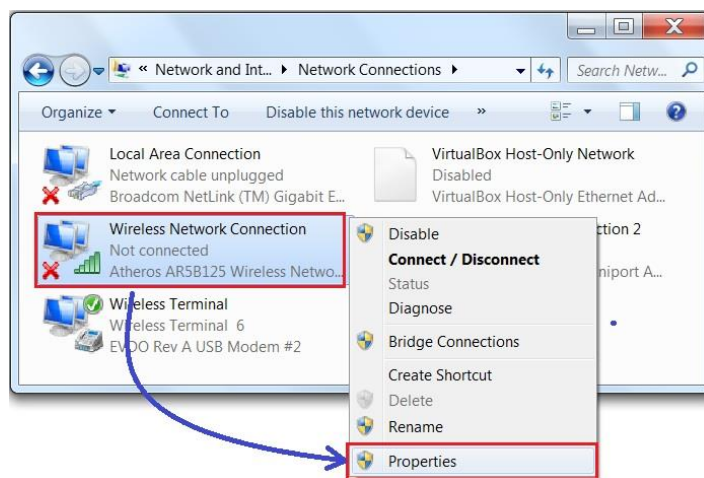 « Network and Int... ▸ Network Connections ▸
Search Netw...
Organize ▾ Connect To Disable this network device »
Local Area Connection
Network cable unplugged
Broadcom NetLink (TM) Gigabit E...
VirtualBox Host-Only Network
Disabled
VirtualBox Host-Only Ethernet Ad...
Wireless Network Connection
Not connected
Atheros AR5B125 Wireless Netwo...
ction 2
niport A...
Wireless Terminal
Wireless Terminal 6
EVDO Rev A USB Modem #2
Disable
Connect / Disconnect
Status
Diagnose
Bridge Connections
Create Shortcut
Delete
Rename
Properties